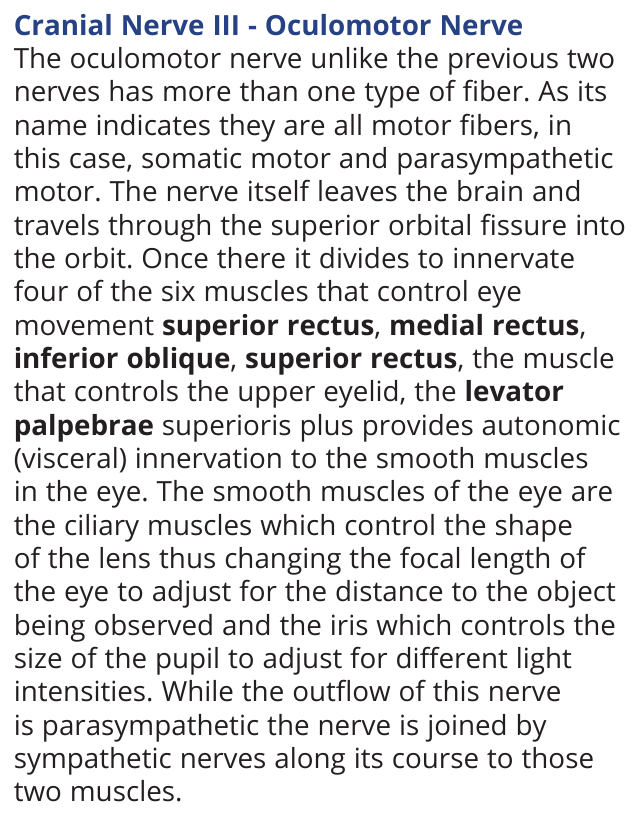 Cranial Nerve III - Oculomotor Nerve
The oculomotor nerve unlike the previous two
nerves has more than one type of fiber. As its
name indicates they are all motor fibers, in
this case, somatic motor and parasympathetic
motor. The nerve itself leaves the brain and
travels through the superior orbital fissure into
the orbit. Once there it divides to innervate
four of the six muscles that control eye
movement superior rectus, medial rectus,
inferior oblique, superior rectus, the muscle
that controls the upper eyelid, the levator
palpebrae superioris plus provides autonomic
(visceral) innervation to the smooth muscles
in the eye. The smooth muscles of the eye are
the ciliary muscles which control the shape
of the lens thus changing the focal length of
the eye to adjust for the distance to the object
being observed and the iris which controls the
size of the pupil to adjust for different light
intensities. While the outflow of this nerve
is parasympathetic the nerve is joined by
sympathetic nerves along its course to those
two muscles.